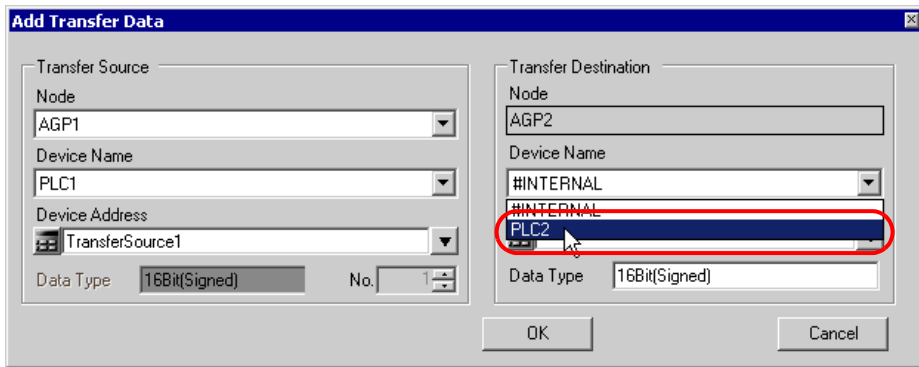 Add Transfer Data
Transfer Source
Node
AGP1
Device Name
PLC1
Device Address
TransferSource1
Data Type 16Bit(Signed) No. 1
Transfer Destination
Node
AGP2
Device Name
#INTERNAL
#INTERNAL
PLC2
Data Type 16Bit(Signed)
OK Cancel